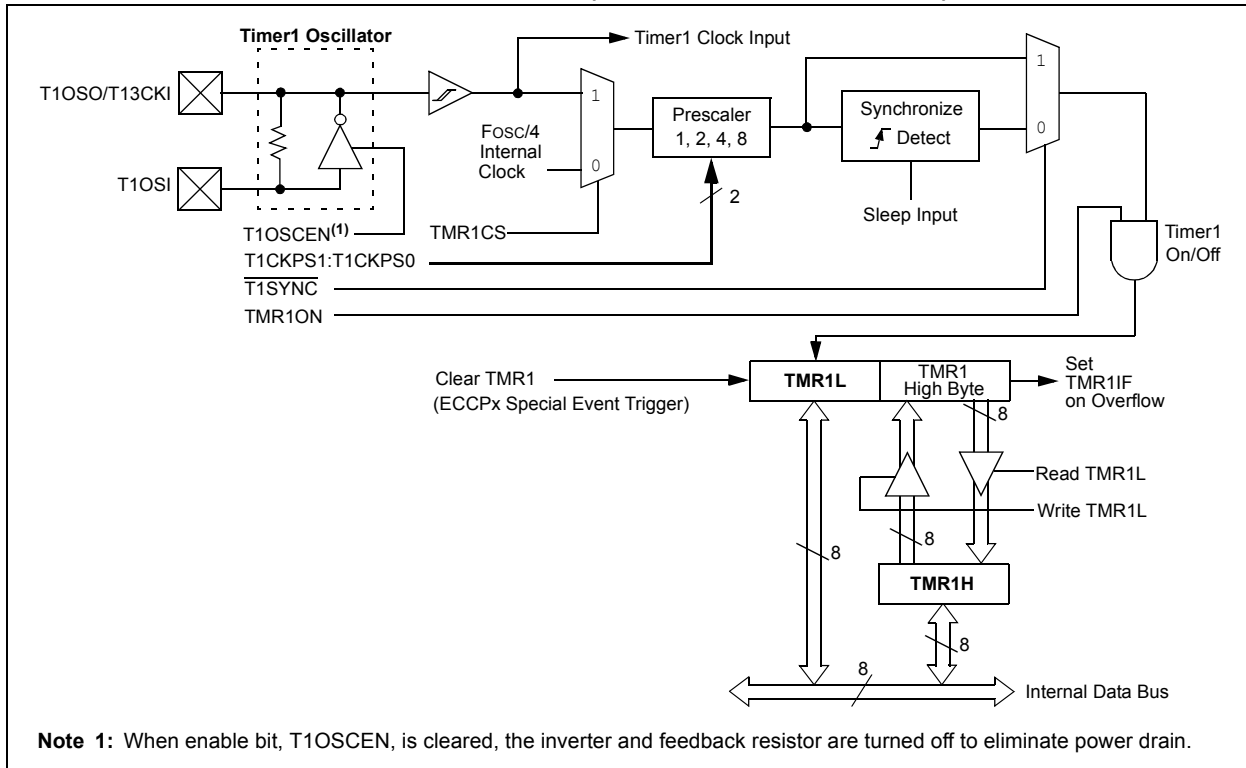 Timer1 Oscillator
Timer1 Clock Input
T1OSO/T13CKI
T1OSI
1
0
FOSC/4
Internal
Clock
Prescaler
1, 2, 4, 8
2
Synchronize
Detect
Sleep Input
1
0
T1OSCEN(1)
TMR1CS
T1CKPS1:T1CKPS0
T1SYNC
TMR1ON
Timer1
On/Off
Clear TMR1
(ECCPx Special Event Trigger)
TMR1L
TMR1
High Byte
Set
TMR1IF
on Overflow
8
Read TMR1L
Write TMR1L
8
8
TMR1H
8
8
Internal Data Bus
Note 1: When enable bit, T1OSCEN, is cleared, the inverter and feedback resistor are turned off to eliminate power drain.